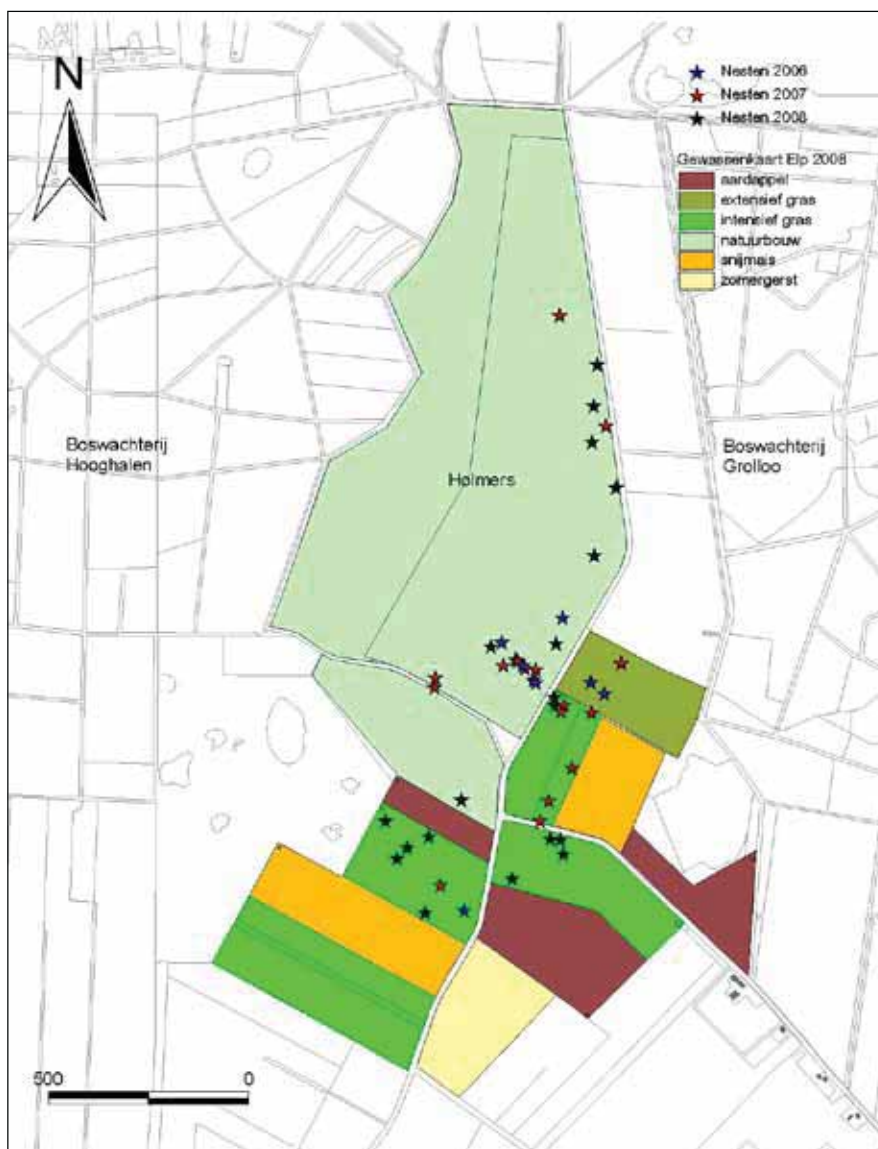 N
Nesten 2006
Nesten 2007
Nesten 2008
Gewassenkaart Elp 2008
aardappel
extensief gras
intensief gras
natuurbouw
snijmais
zomergerst
Boswachterij
Hooghalen
Holmers
Boswachterij
Grolloo
500 0